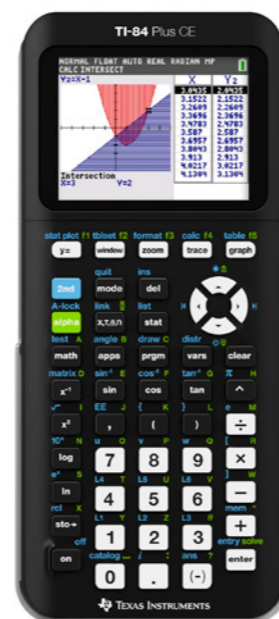 TI-84 Plus CE
NORMAL FLOAT AUTO REAL RADIAN MP
CALC INTERSECT
Y2=X-1
X Y2
3.0435 2.0435
3.1522 2.1522
3.2609 2.2609
3.3696 2.3696
3.4783 2.4783
3.587 2.587
3.6957 2.6957
3.8043 2.8043
3.913 2.913
4.0217 3.0217
4.1304 3.1304
Intersection
X=3 Y=2
stat plot f1 tblset f2 format f3 calc f4 table f5
y= window zoom trace graph
quit ins
2nd mode del
A-lock link list
alpha X,T,θ,n stat
test A angle B draw C distr
math apps prgm vars clear
matrix D sin⁻¹ E cos⁻¹ F tan⁻¹ G π H
x⁻¹ sin cos tan ^
√ I EE J { K } L e M
x² , ( ) ÷
10ˣ N u O v P w Q [ R
log 7 8 9 ×
eˣ S L4 T L5 U L6 V ] W
ln 4 5 6 −
rcl X L1 Y L2 Z L3 θ mem "
sto→ 1 2 3 +
off catalog i : ans ? entry solve
on 0 . (-) enter
TEXAS INSTRUMENTS